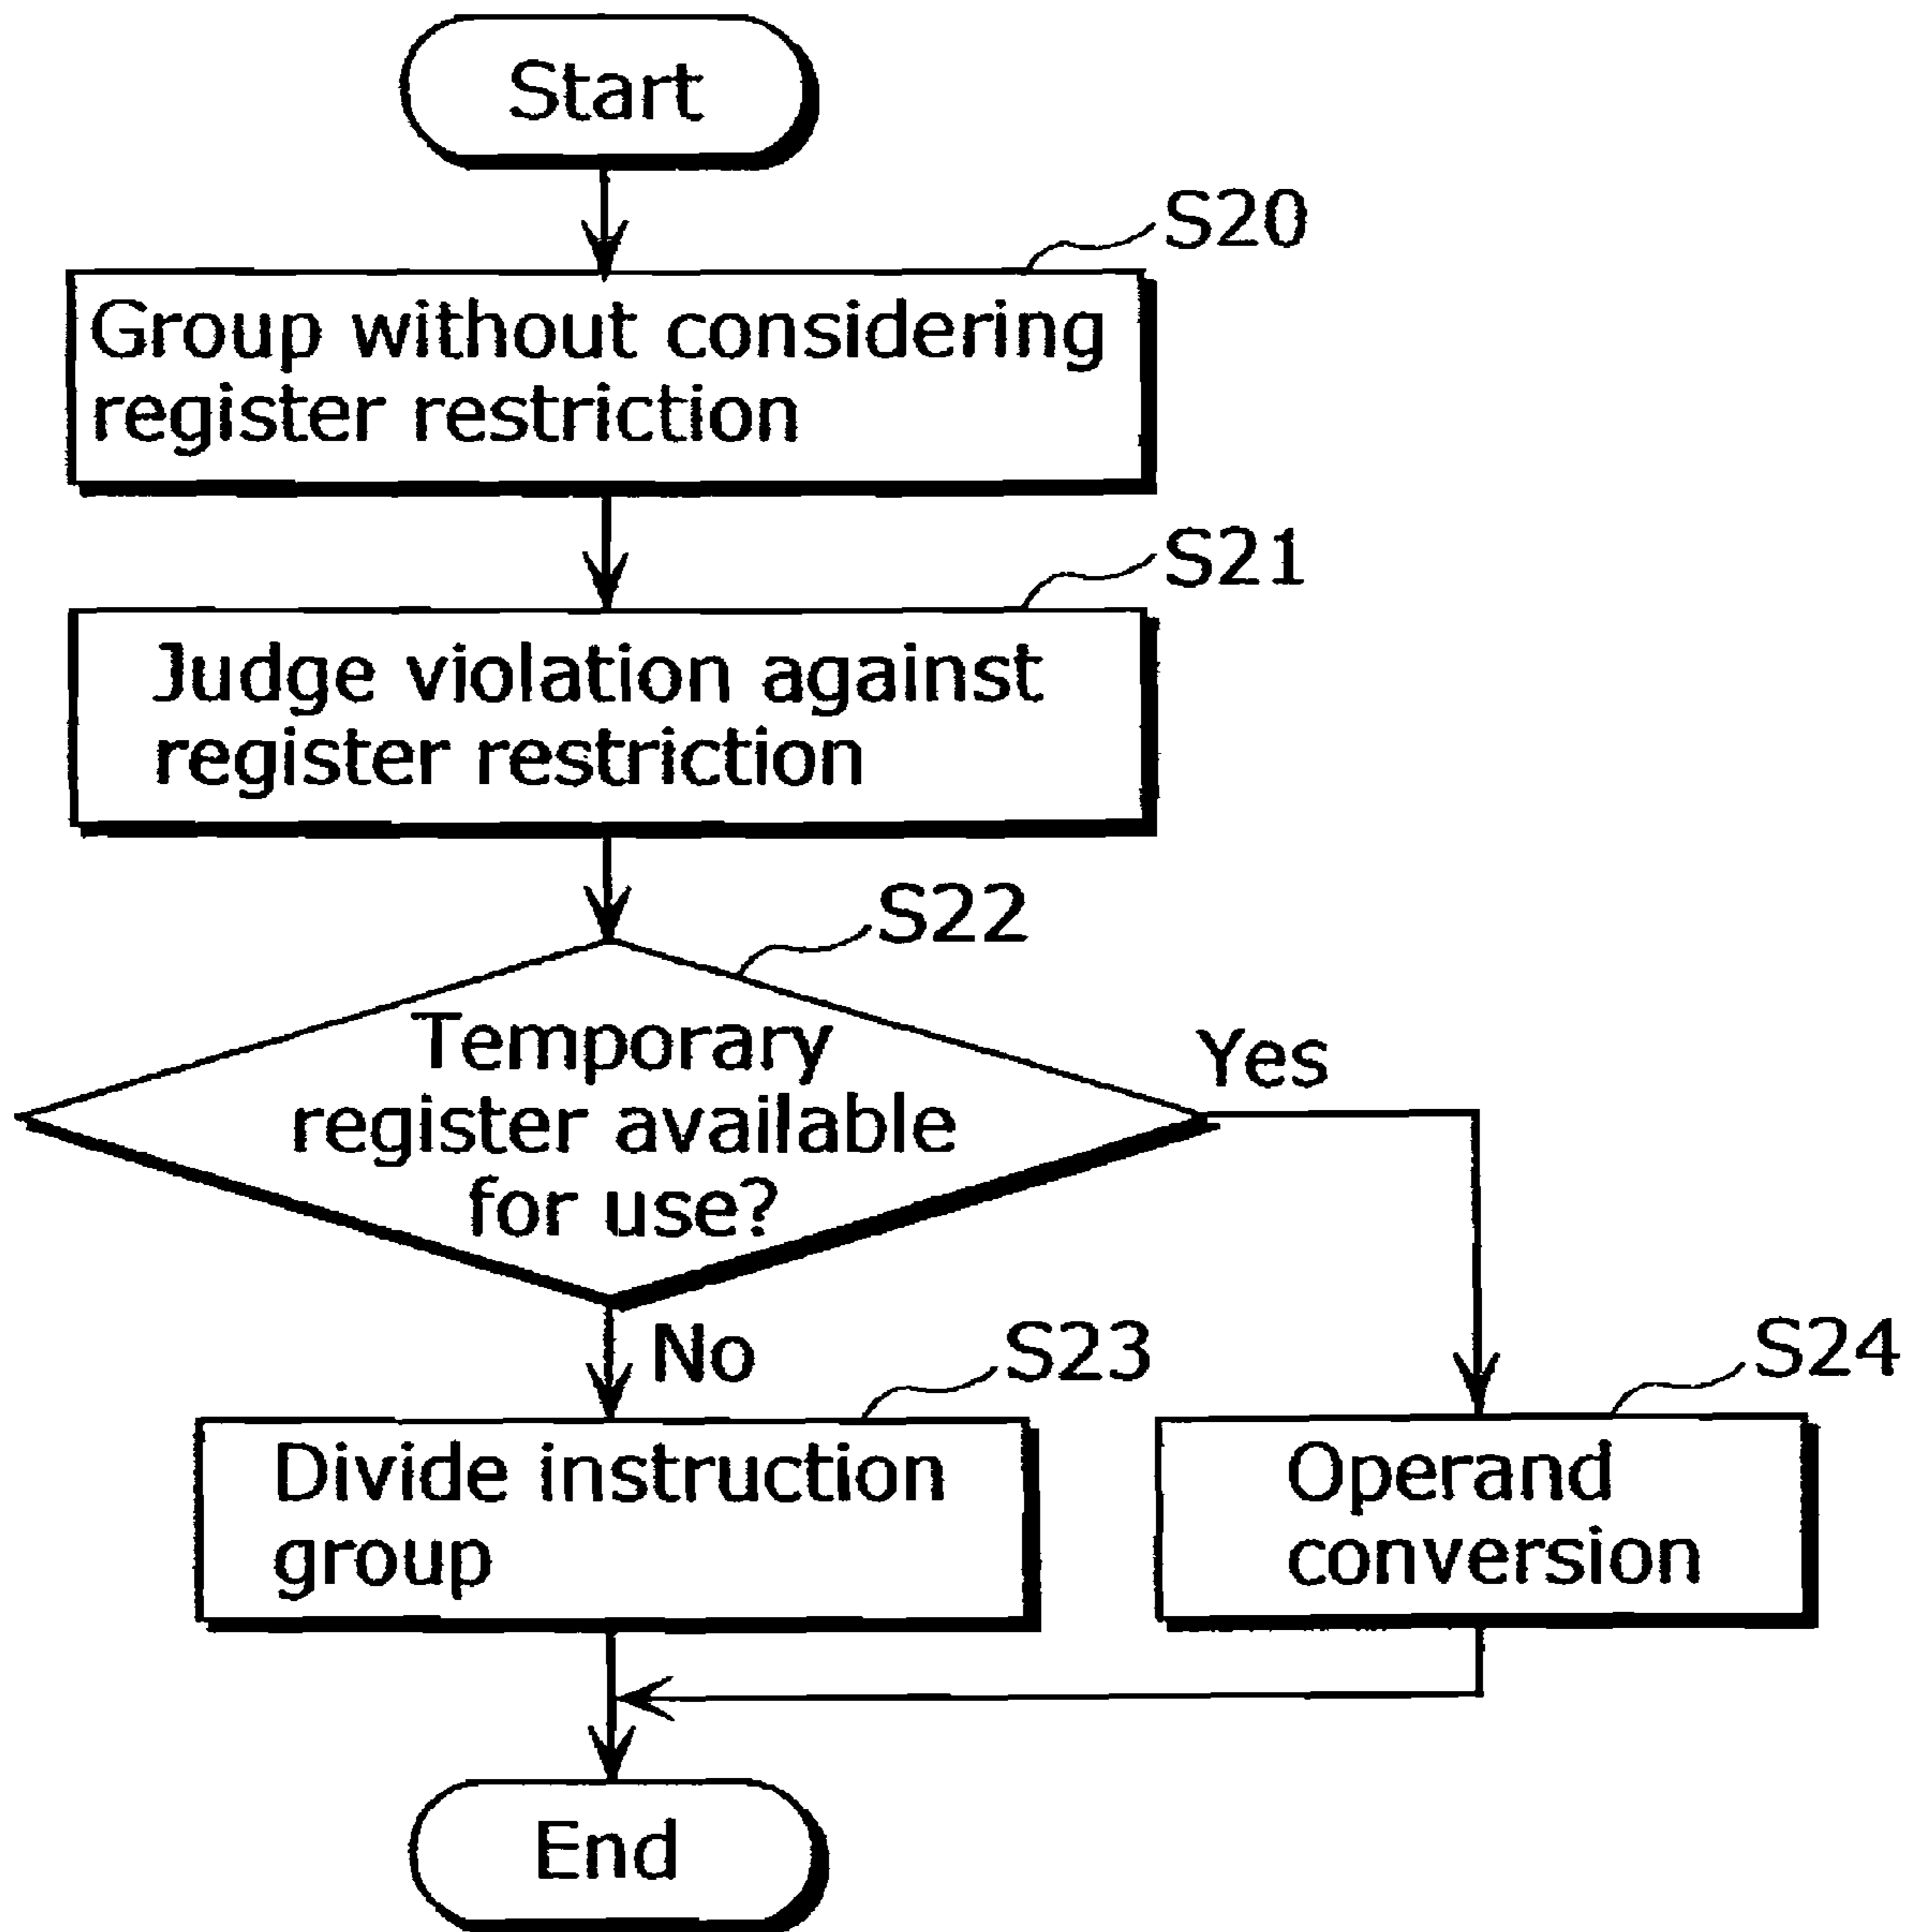 Start
S20
Group without considering
register restriction
S21
Judge violation against
register restriction
S22
Temporary
register available
for use?
Yes
No
S23
S24
Divide instruction
group
Operand
conversion
End